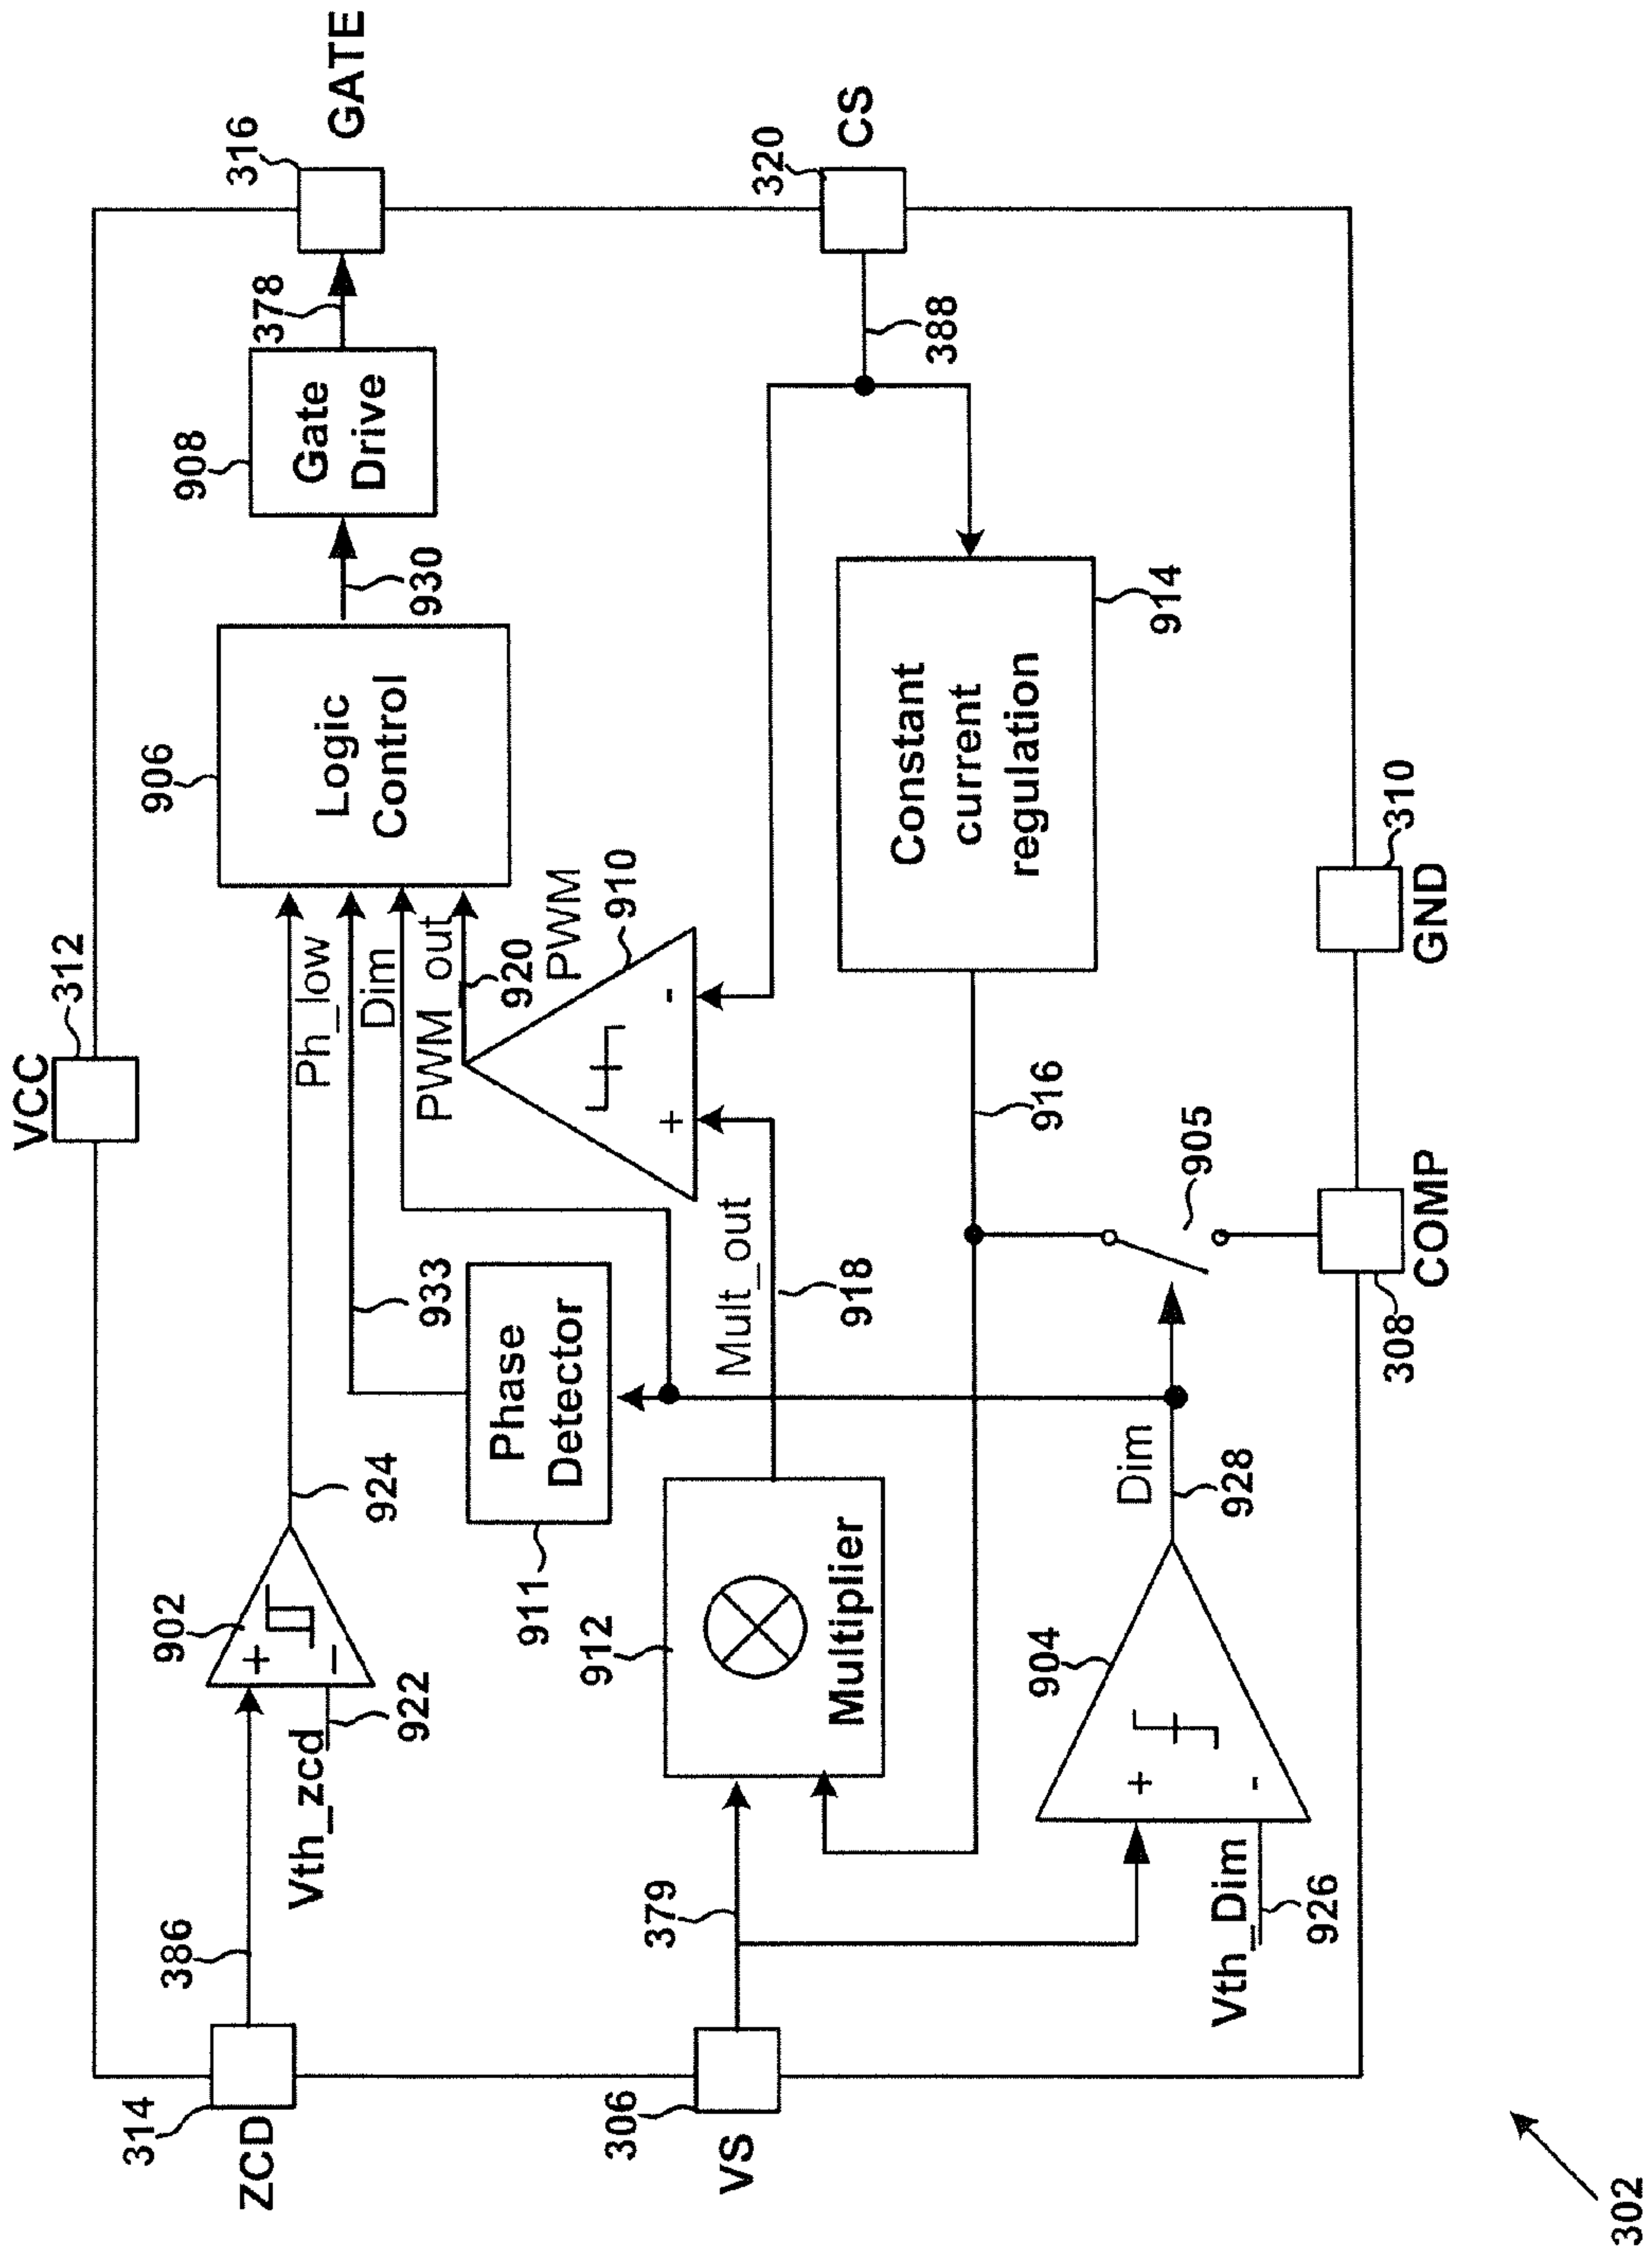 VCC
312
314
ZCD
386
Vth_zcd
922
902
924
933
Ph_low
Dim
PWM_out
920
PWM
910
906
Logic
Control
930
908
Gate
Drive
378
316
GATE
911
Phase
Detector
306
VS
379
912
Multiplier
Mult_out
918
320
CS
388
Constant
current
regulation
914
916
904
Vth_Dim
926
Dim
928
905
308
COMP
310
GND
302
+
−
+
-
+
-